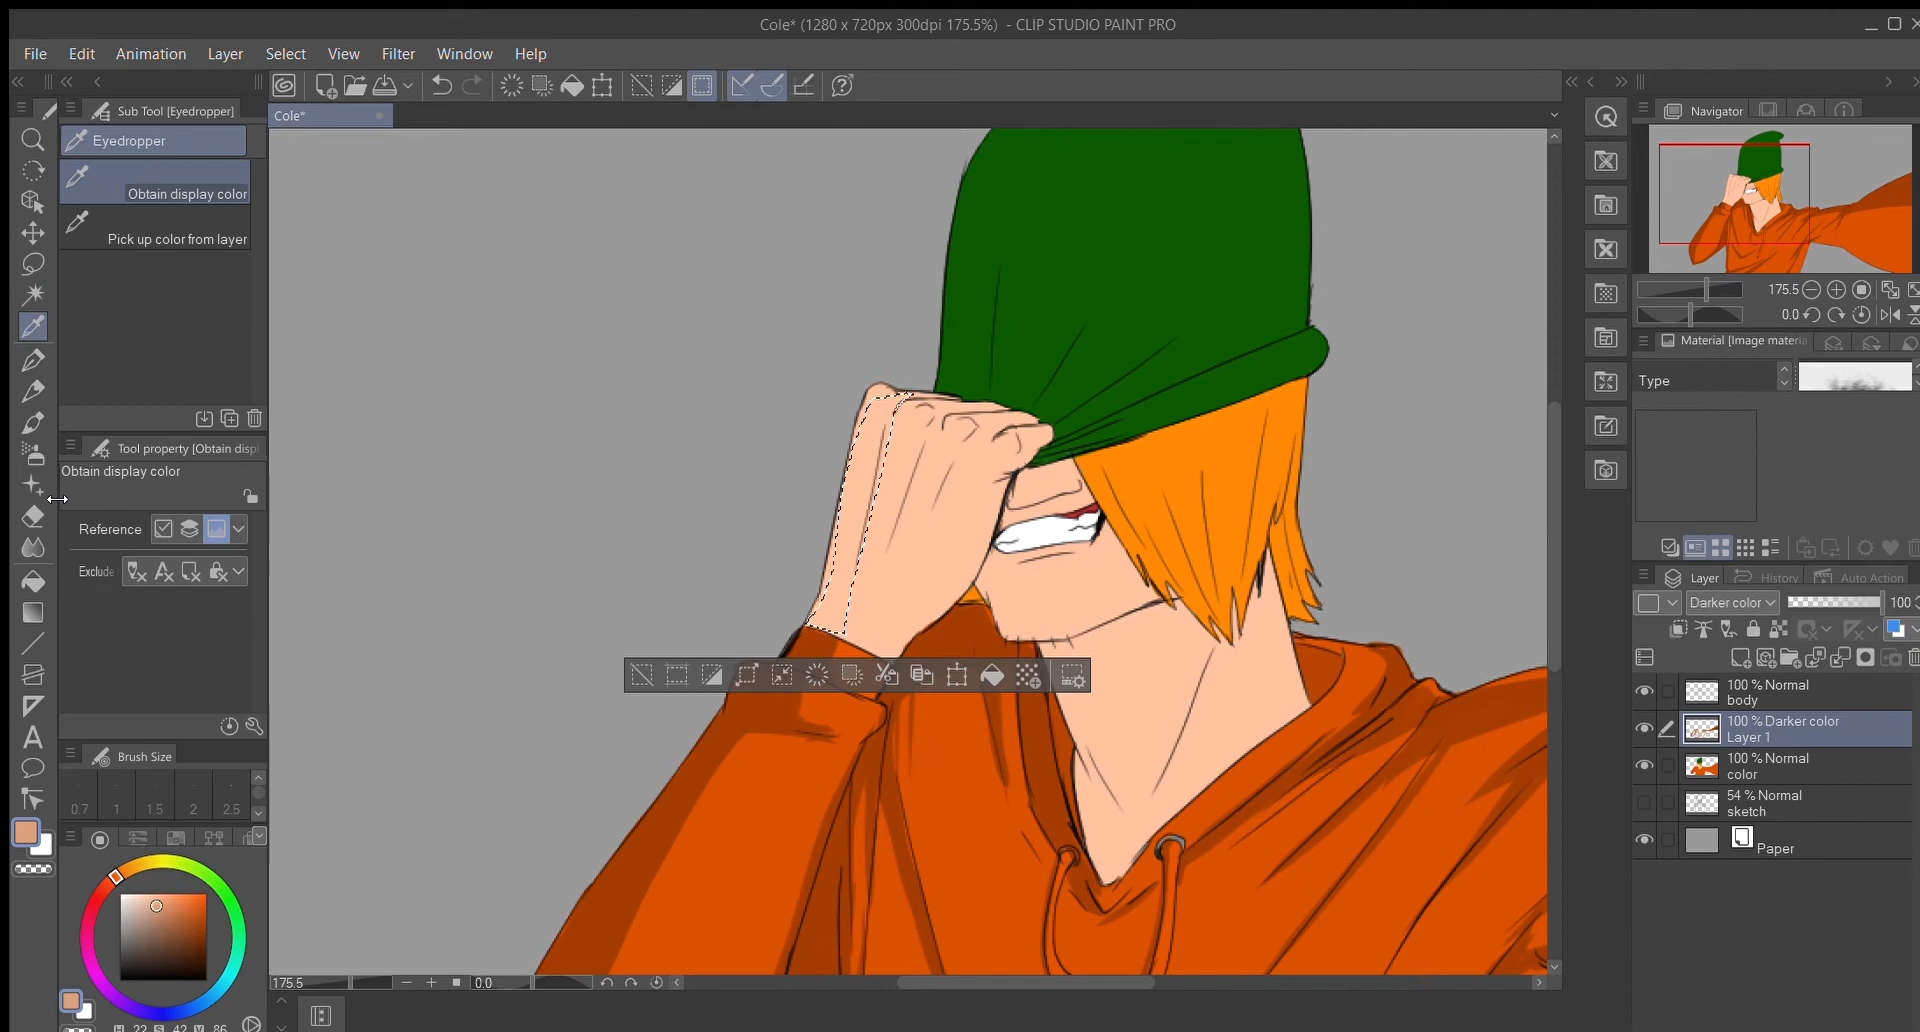 Cole* (1280 x 720px 300dpi 175.5%) - CLIP STUDIO PAINT PRO
File Edit Animation Layer Select View Filter Window Help
Sub Tool [Eyedropper]
Eyedropper
Obtain display color
Pick up color from layer
Tool property [Obtain displ
Obtain display color
Reference
Exclude
Brush Size
0.7 1 1.5 2 2.5
H 22 S 42 V 86
Cole*
175.5
0.0
Navigator
175.5
0.0
Material [Image materia
Type
Layer History Auto Action
Darker color 100
100 % Normal
body
100 % Darker color
Layer 1
100 % Normal
color
54 % Normal
sketch
Paper